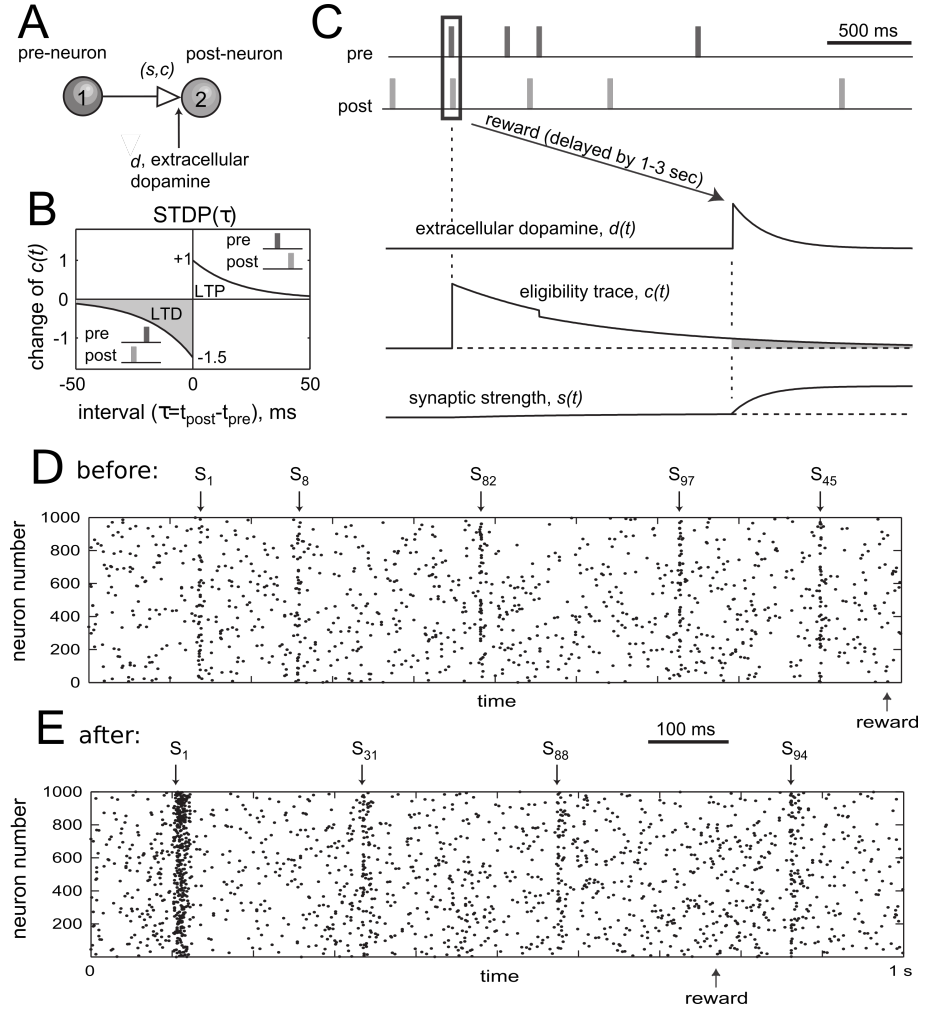 A
pre-neuron
post-neuron
(s,c)
1
2
d, extracellular
dopamine
B
STDP(τ)
change of c(t)
1
0
-1
+1
pre
post
LTP
LTD
pre
post
-1.5
-50
0
50
interval (τ=tpost-tpre), ms
C
pre
post
500 ms
reward (delayed by 1-3 sec)
extracellular dopamine, d(t)
eligibility trace, c(t)
synaptic strength, s(t)
D before:
S1
S8
S82
S97
S45
neuron number
1000
800
600
400
200
0
time
reward
E after:
100 ms
S1
S31
S88
S94
neuron number
1000
800
600
400
200
0
time
1 s
reward